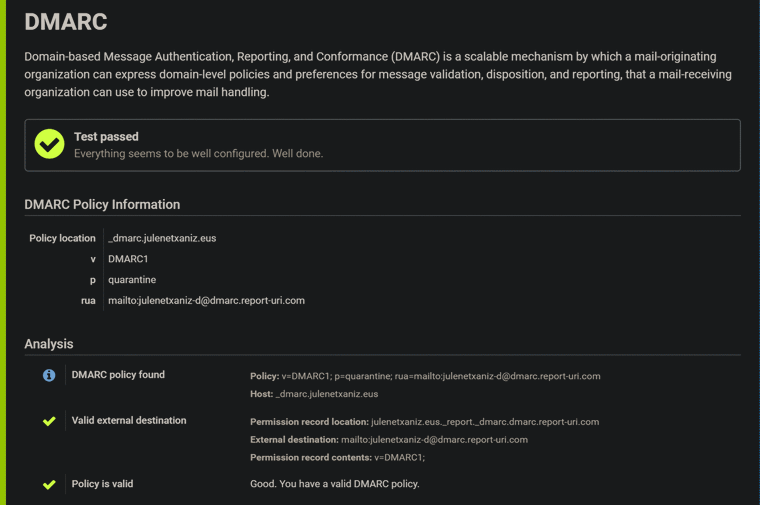 DMARC
Domain-based Message Authentication, Reporting, and Conformance (DMARC) is a scalable mechanism by which a mail-originating
organization can express domain-level policies and preferences for message validation, disposition, and reporting, that a mail-receiving
organization can use to improve mail handling.
Test passed
Everything seems to be well configured. Well done.
DMARC Policy Information
Policy location _dmarc.julenetxaniz.eus
v DMARC1
p quarantine
rua mailto:julenetxaniz-d@dmarc.report-uri.com
Analysis
DMARC policy found Policy: v=DMARC1; p=quarantine; rua=mailto:julenetxaniz-d@dmarc.report-uri.com
Host: _dmarc.julenetxaniz.eus
Valid external destination Permission record location: julenetxaniz.eus._report._dmarc.dmarc.report-uri.com
External destination: mailto:julenetxaniz-d@dmarc.report-uri.com
Permission record contents: v=DMARC1;
Policy is valid Good. You have a valid DMARC policy.